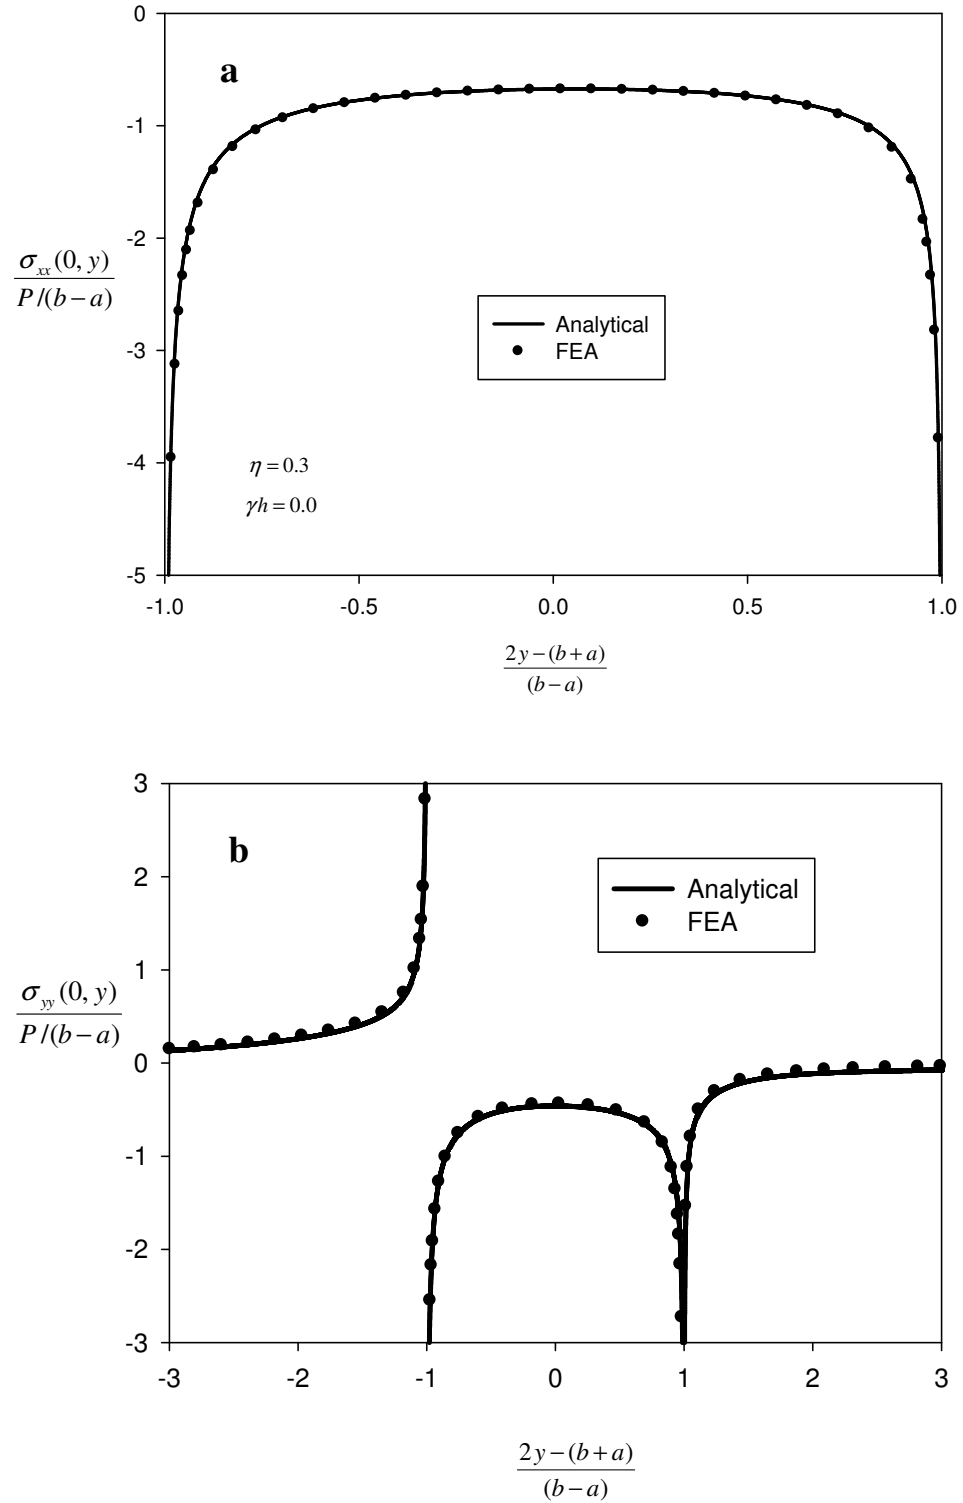 0
a
-1
-2
σxx(0, y)
P/(b−a)
Analytical
FEA
-3
-4
η = 0.3
γh = 0.0
-5
-1.0 -0.5 0.0 0.5 1.0
2y−(b+a)
(b−a)
3
b
2
Analytical
FEA
1
σyy(0, y)
P/(b−a)
0
-1
-2
-3
-3 -2 -1 0 1 2 3
2y−(b+a)
(b−a)